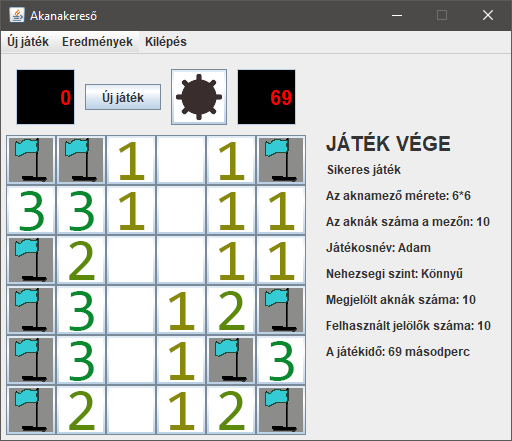 Akanakereső
Új játék Eredmények Kilépés
0 Új játék 69
1 1
3 3 1 1 1
2 1 1
3 1 2
3 1 3
2 1 2
JÁTÉK VÉGE
Sikeres játék
Az aknamező mérete: 6*6
Az aknák száma a mezőn: 10
Játékosnév: Adam
Nehezsegi szint: Könnyű
Megjelölt aknák száma: 10
Felhasznált jelölők száma: 10
A játékidő: 69 másodperc